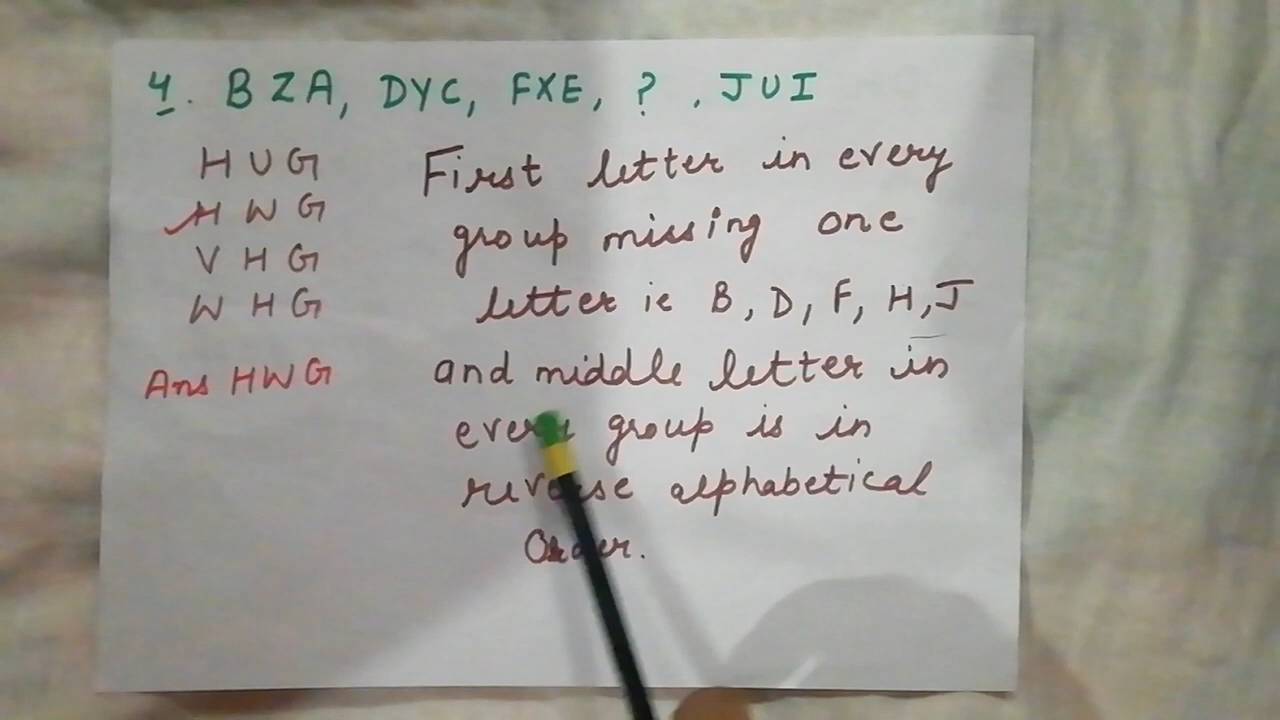 4. BZA, DYC, FXE, ?, JUI
HUG
HWG
VHG
WHG
Ans HWG
First letter in every
group missing one
letter ie B, D, F, H, J
and middle letter in
every group is in
reverse alphabetical
Order.